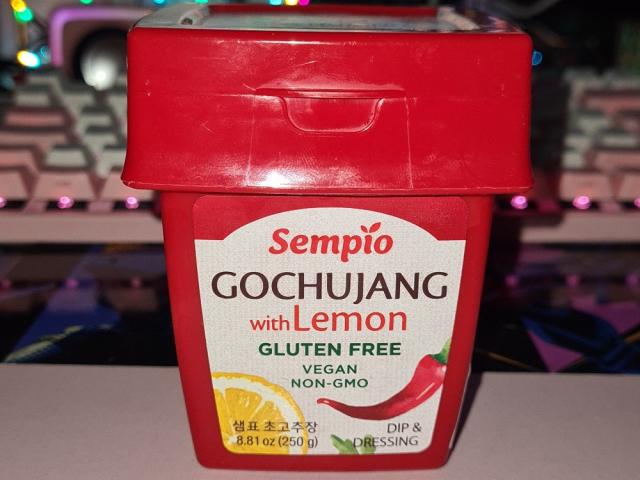 Sempio
GOCHUJANG
with Lemon
GLUTEN FREE
VEGAN
NON-GMO
샘표 초고추장
8.81 oz (250 g)
DIP &
DRESSING